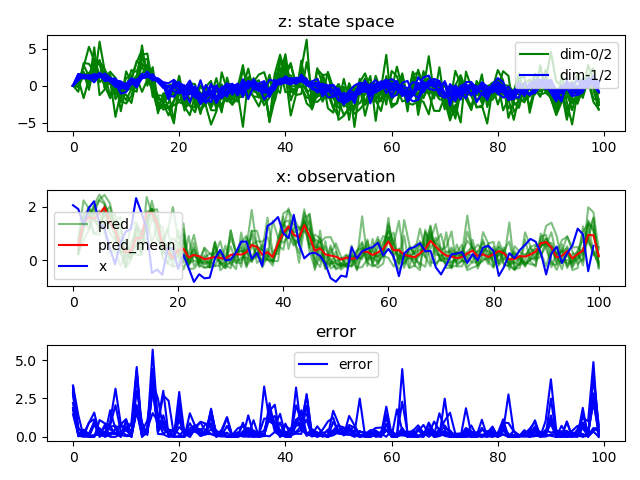 z: state space
5
0
−5
dim-0/2
dim-1/2
0 20 40 60 80 100
x: observation
2
0
pred
pred_mean
x
0 20 40 60 80 100
error
5.0
2.5
0.0
error
0 20 40 60 80 100